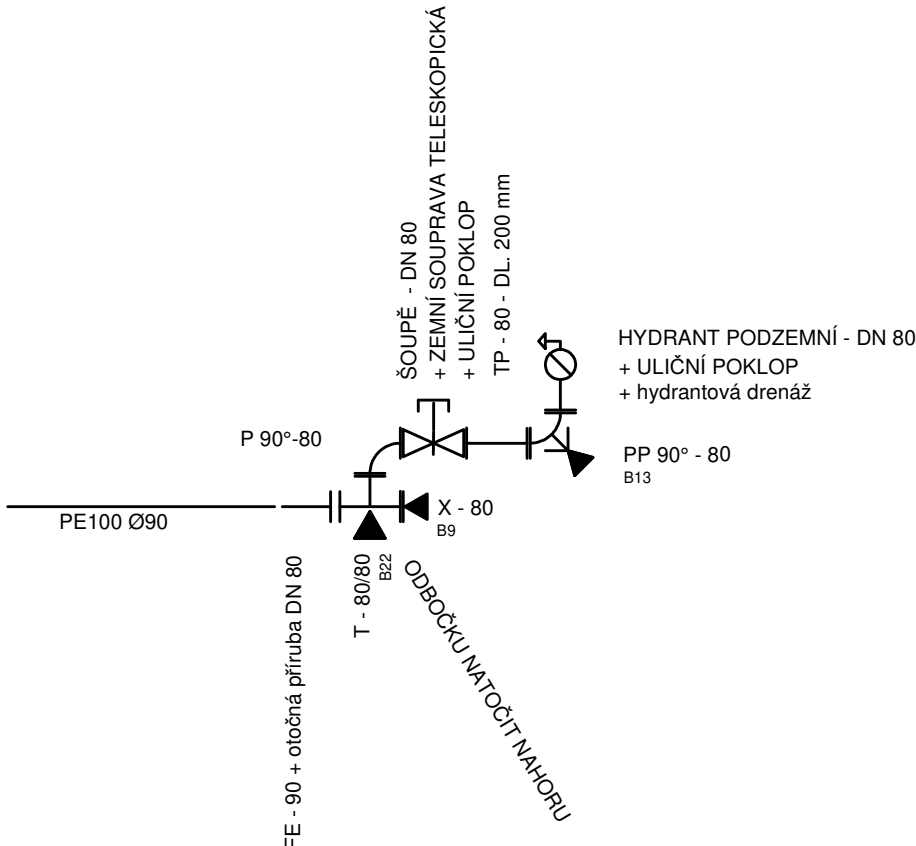 ŠOUPĚ - DN 80
+ ZEMNÍ SOUPRAVA TELESKOPICKÁ
+ ULIČNÍ POKLOP
TP - 80 - DL. 200 mm
HYDRANT PODZEMNÍ - DN 80
+ ULIČNÍ POKLOP
+ hydrantová drenáž
P 90°-80
PP 90° - 80
B13
X - 80
B9
PE100 Ø90
T - 80/80
B22
ODBOČKU NATOČIT NAHORU
FE - 90 + otočná příruba DN 80